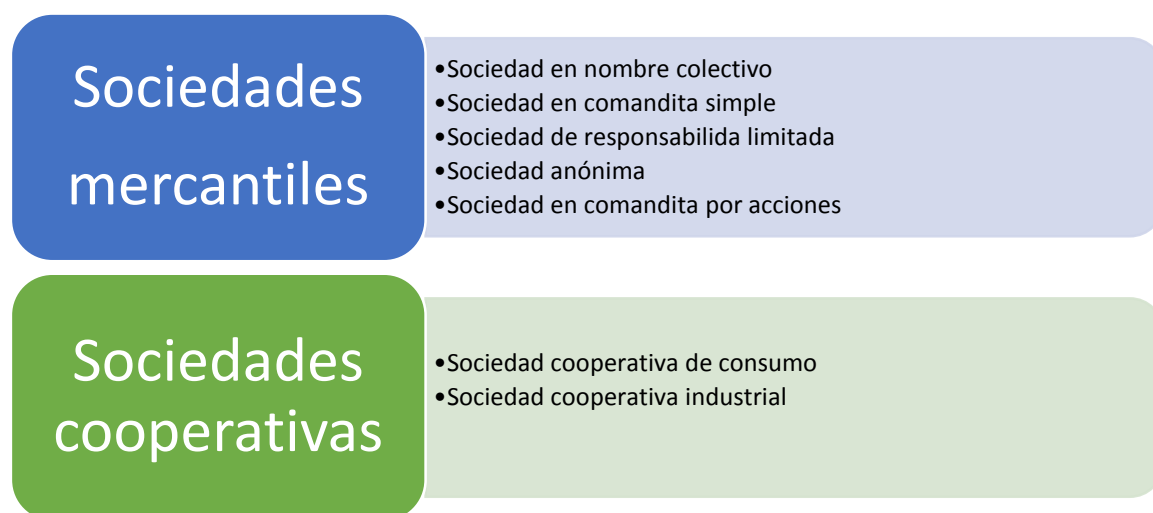 Sociedades
mercantiles
•Sociedad en nombre colectivo
•Sociedad en comandita simple
•Sociedad de responsabilida limitada
•Sociedad anónima
•Sociedad en comandita por acciones
Sociedades
cooperativas
•Sociedad cooperativa de consumo
•Sociedad cooperativa industrial